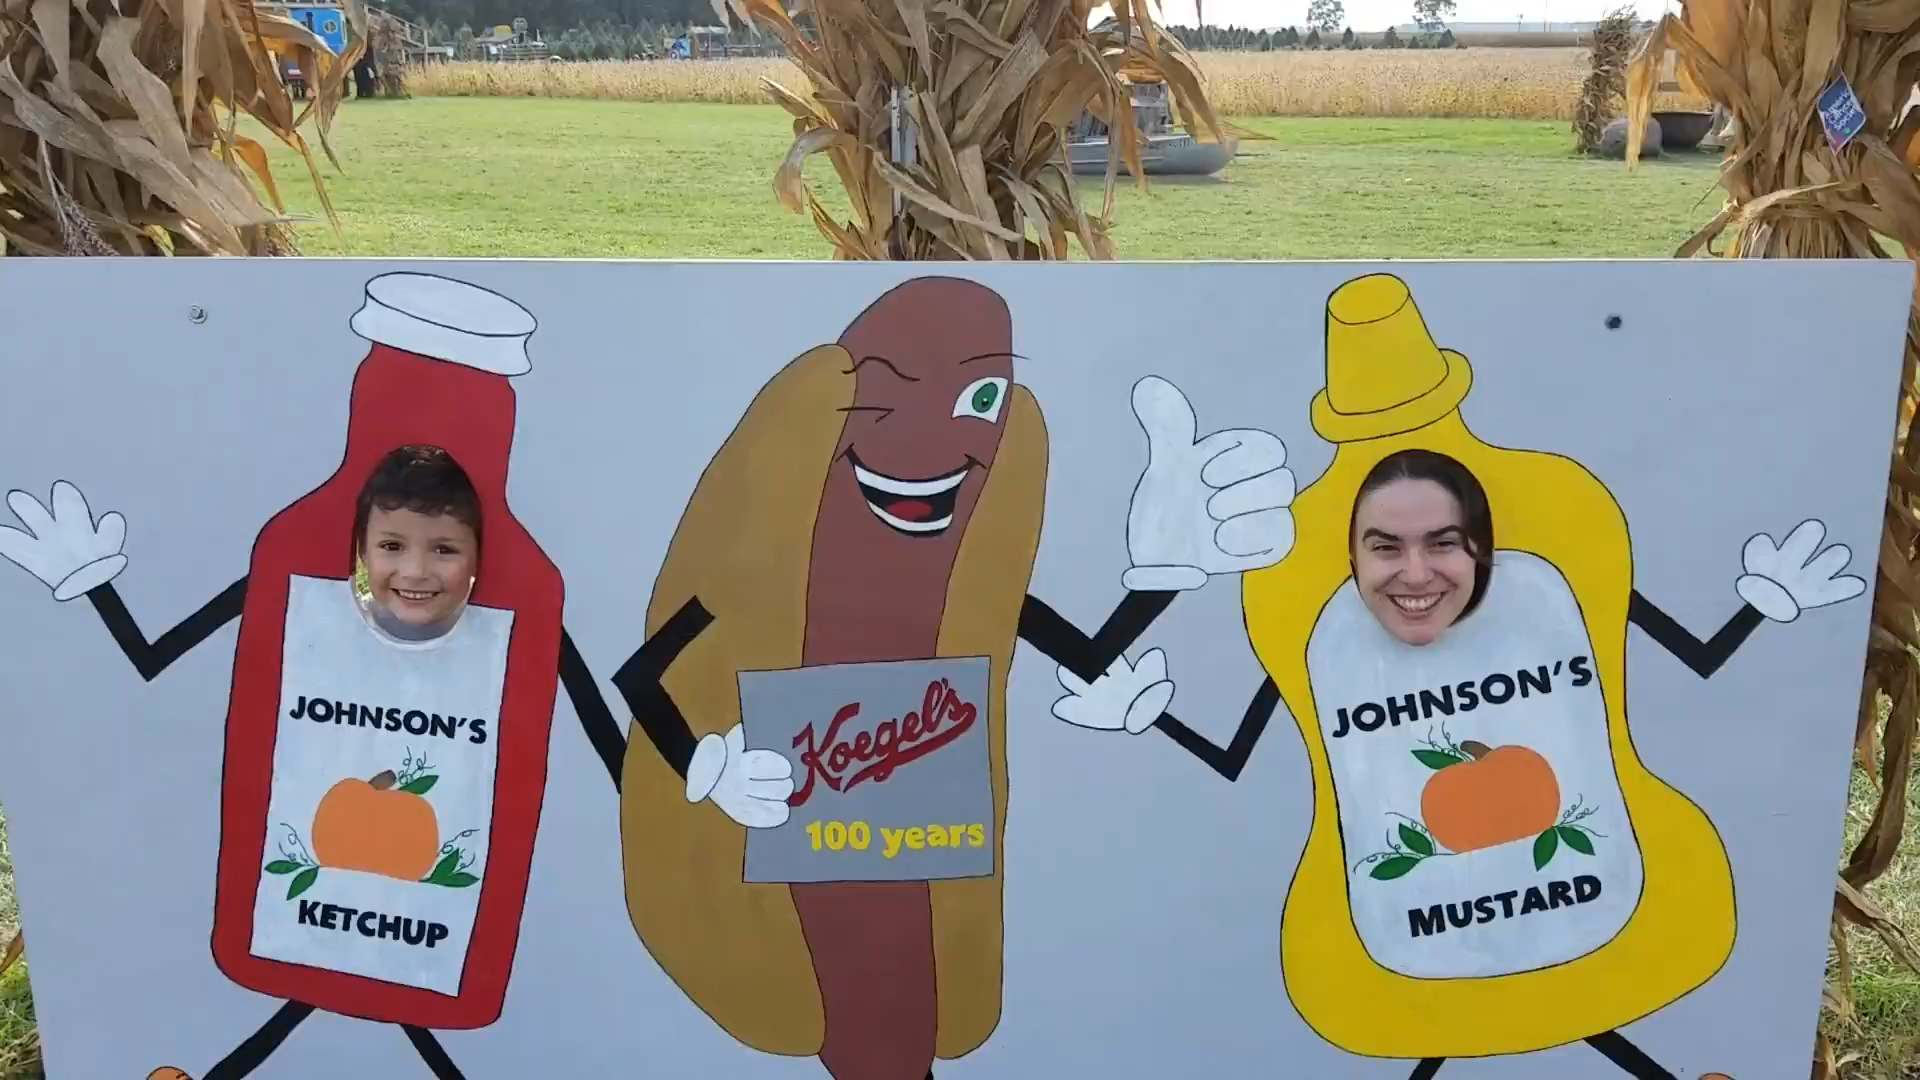 JOHNSON'S
KETCHUP
Koegel's
100 years
JOHNSON'S
MUSTARD